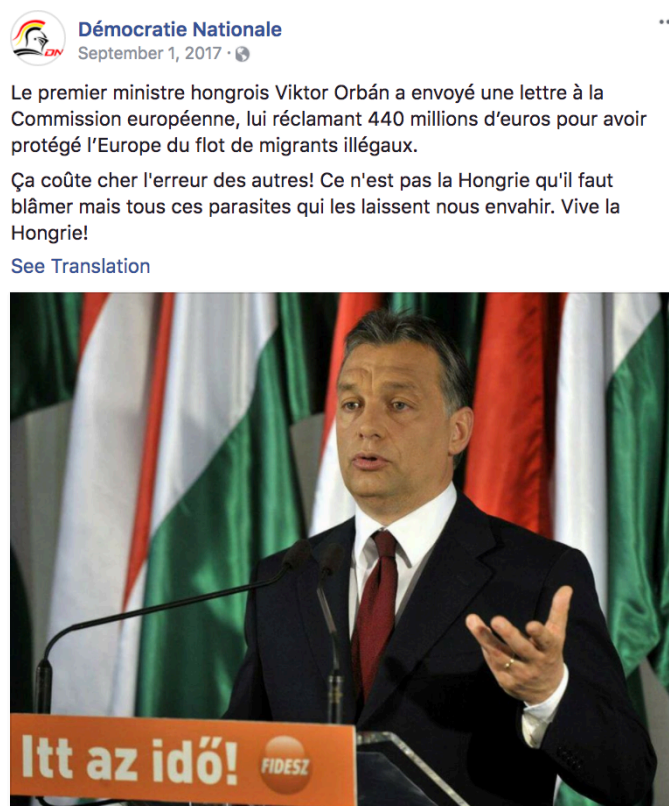 DN
Démocratie Nationale
September 1, 2017 ·
Le premier ministre hongrois Viktor Orbán a envoyé une lettre à la
Commission européenne, lui réclamant 440 millions d’euros pour avoir
protégé l’Europe du flot de migrants illégaux.
Ça coûte cher l'erreur des autres! Ce n'est pas la Hongrie qu'il faut
blâmer mais tous ces parasites qui les laissent nous envahir. Vive la
Hongrie!
See Translation
Itt az idő!
FIDESZ